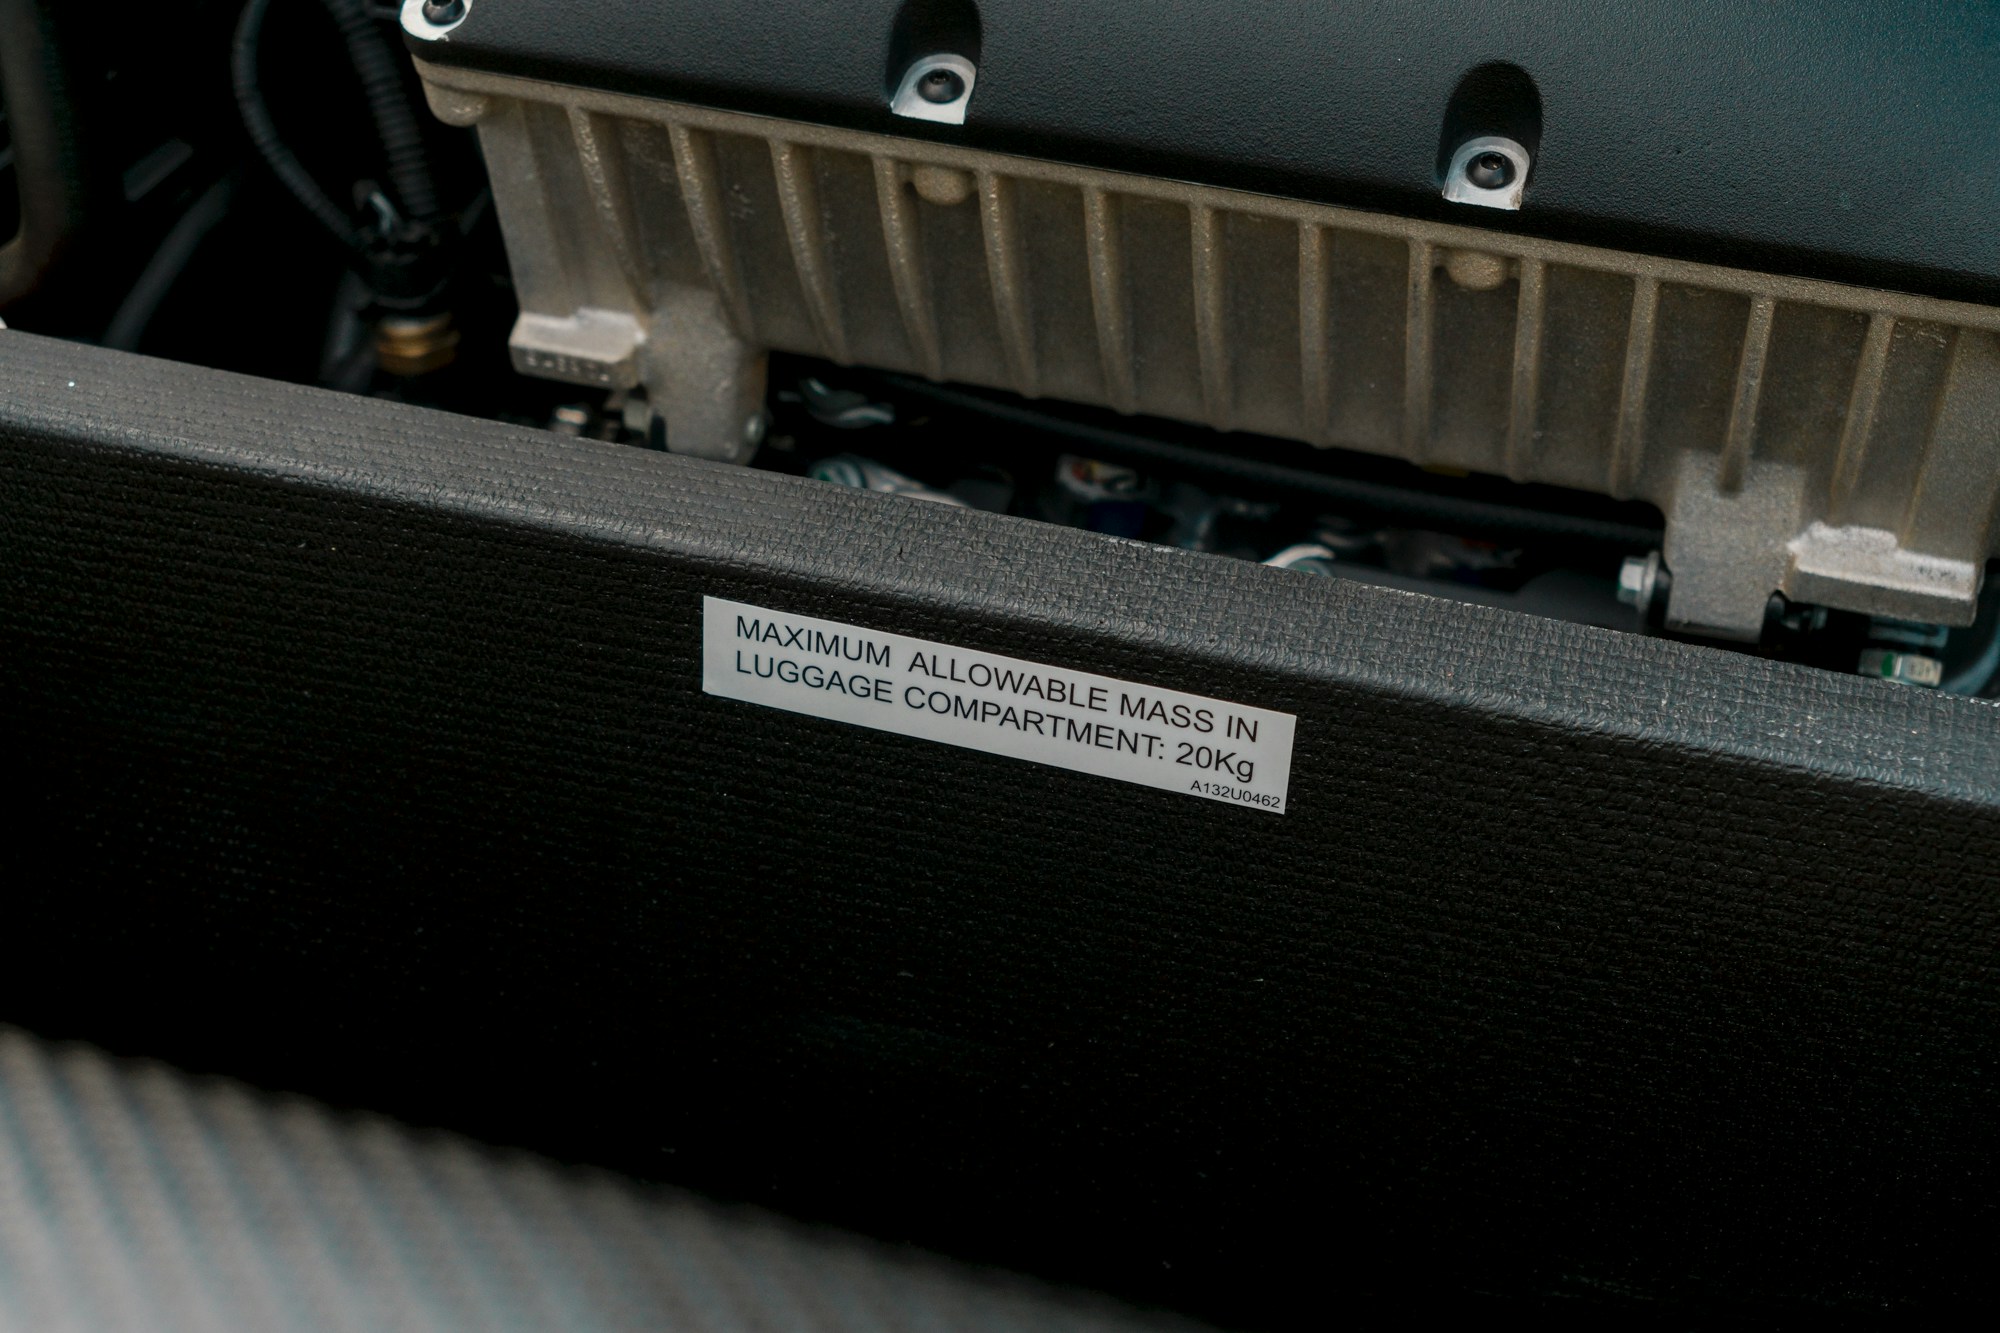 MAXIMUM ALLOWABLE MASS IN
LUGGAGE COMPARTMENT: 20Kg
A132U0462